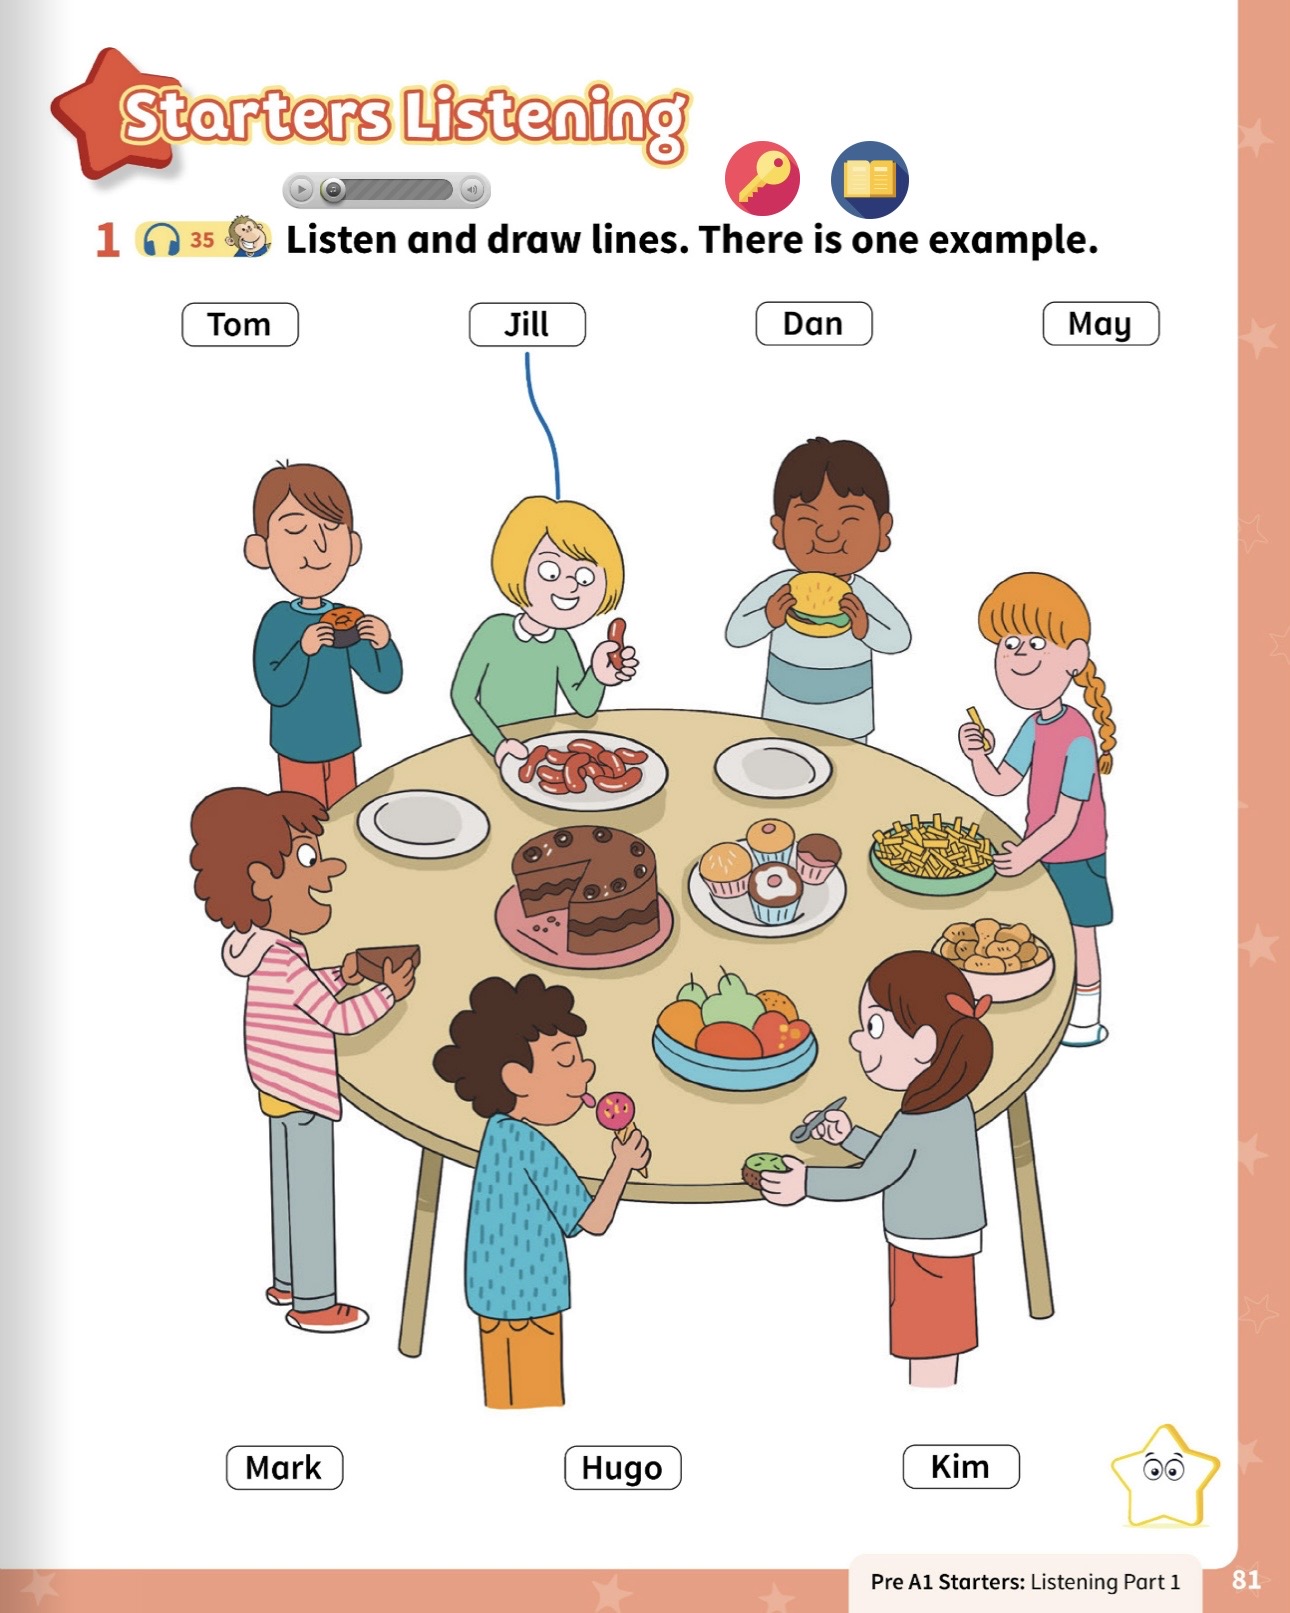 Starters Listening
1 35 Listen and draw lines. There is one example.
Tom Jill Dan May
Mark Hugo Kim
Pre A1 Starters: Listening Part 1 81